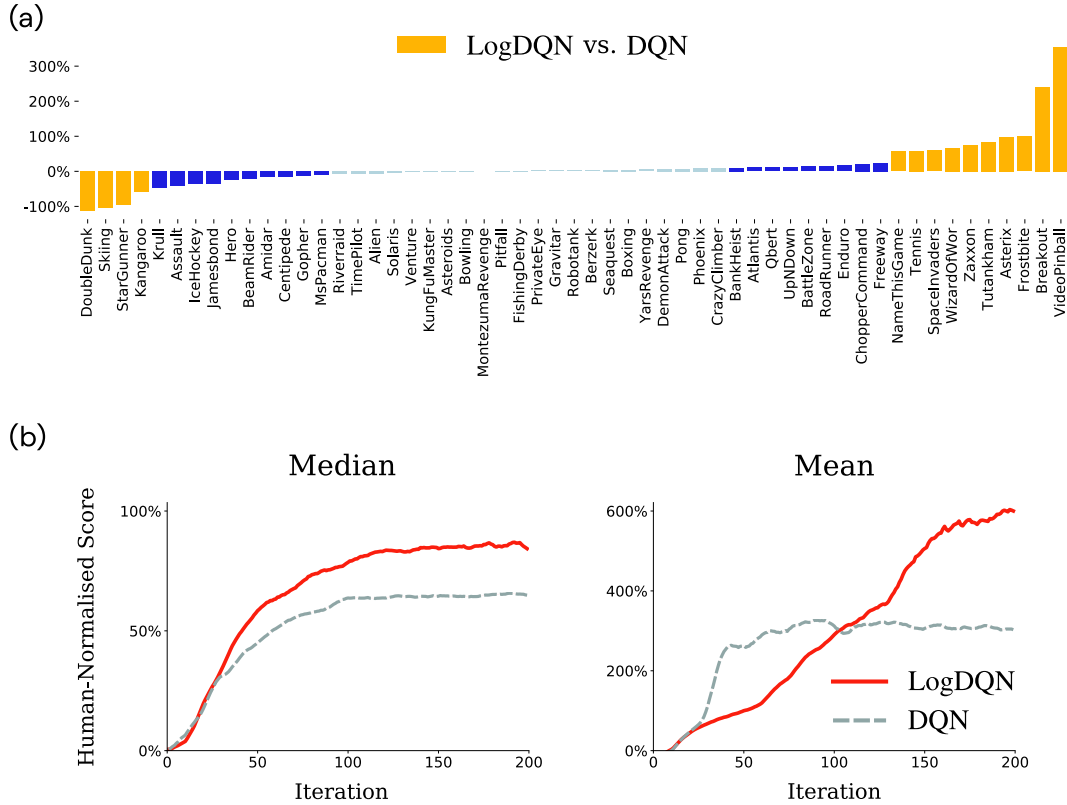 (a)
LogDQN vs. DQN
300%
200%
100%
0%
-100%
DoubleDunk
Skiing
StarGunner
Kangaroo
Krull
Assault
IceHockey
Jamesbond
Hero
BeamRider
Amidar
Centipede
Gopher
MsPacman
Riverraid
TimePilot
Alien
Solaris
Venture
KungFuMaster
Asteroids
Bowling
MontezumaRevenge
Pitfall
FishingDerby
PrivateEye
Gravitar
Robotank
Berzerk
Seaquest
Boxing
YarsRevenge
DemonAttack
Pong
Phoenix
CrazyClimber
BankHeist
Atlantis
Qbert
UpNDown
BattleZone
RoadRunner
Enduro
ChopperCommand
Freeway
NameThisGame
Tennis
SpaceInvaders
WizardOfWor
Zaxxon
Tutankham
Asterix
Frostbite
Breakout
VideoPinball
(b)
Median
Human-Normalised Score
100%
50%
0%
0 50 100 150 200
Iteration
Mean
600%
400%
200%
0%
LogDQN
DQN
0 50 100 150 200
Iteration